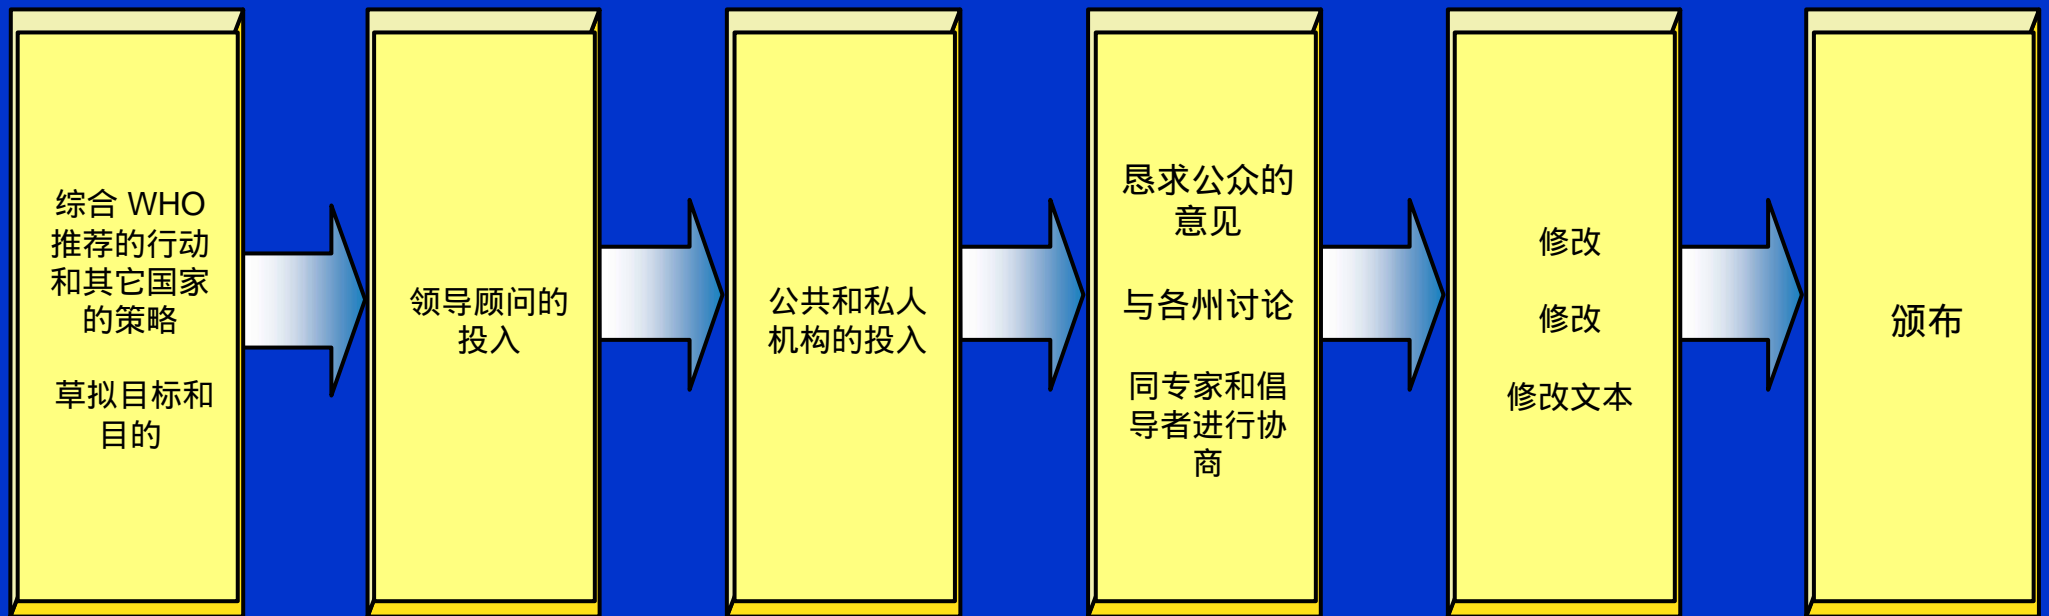 综合 WHO
推荐的行动
和其它国家
的策略
草拟目标和
目的
领导顾问的
投入
公共和私人
机构的投入
恳求公众的
意见
与各州讨论
同专家和倡
导者进行协
商
修改
修改
修改文本
颁布